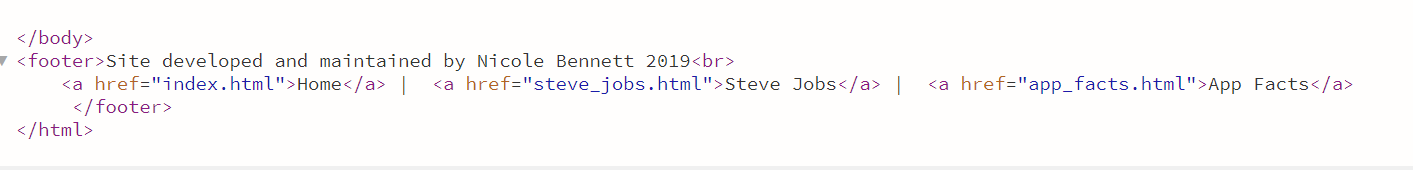 </body>
<footer>Site developed and maintained by Nicole Bennett 2019<br>
<a href="index.html">Home</a> |  <a href="steve_jobs.html">Steve Jobs</a> |  <a href="app_facts.html">App Facts</a>
</footer>
</html>